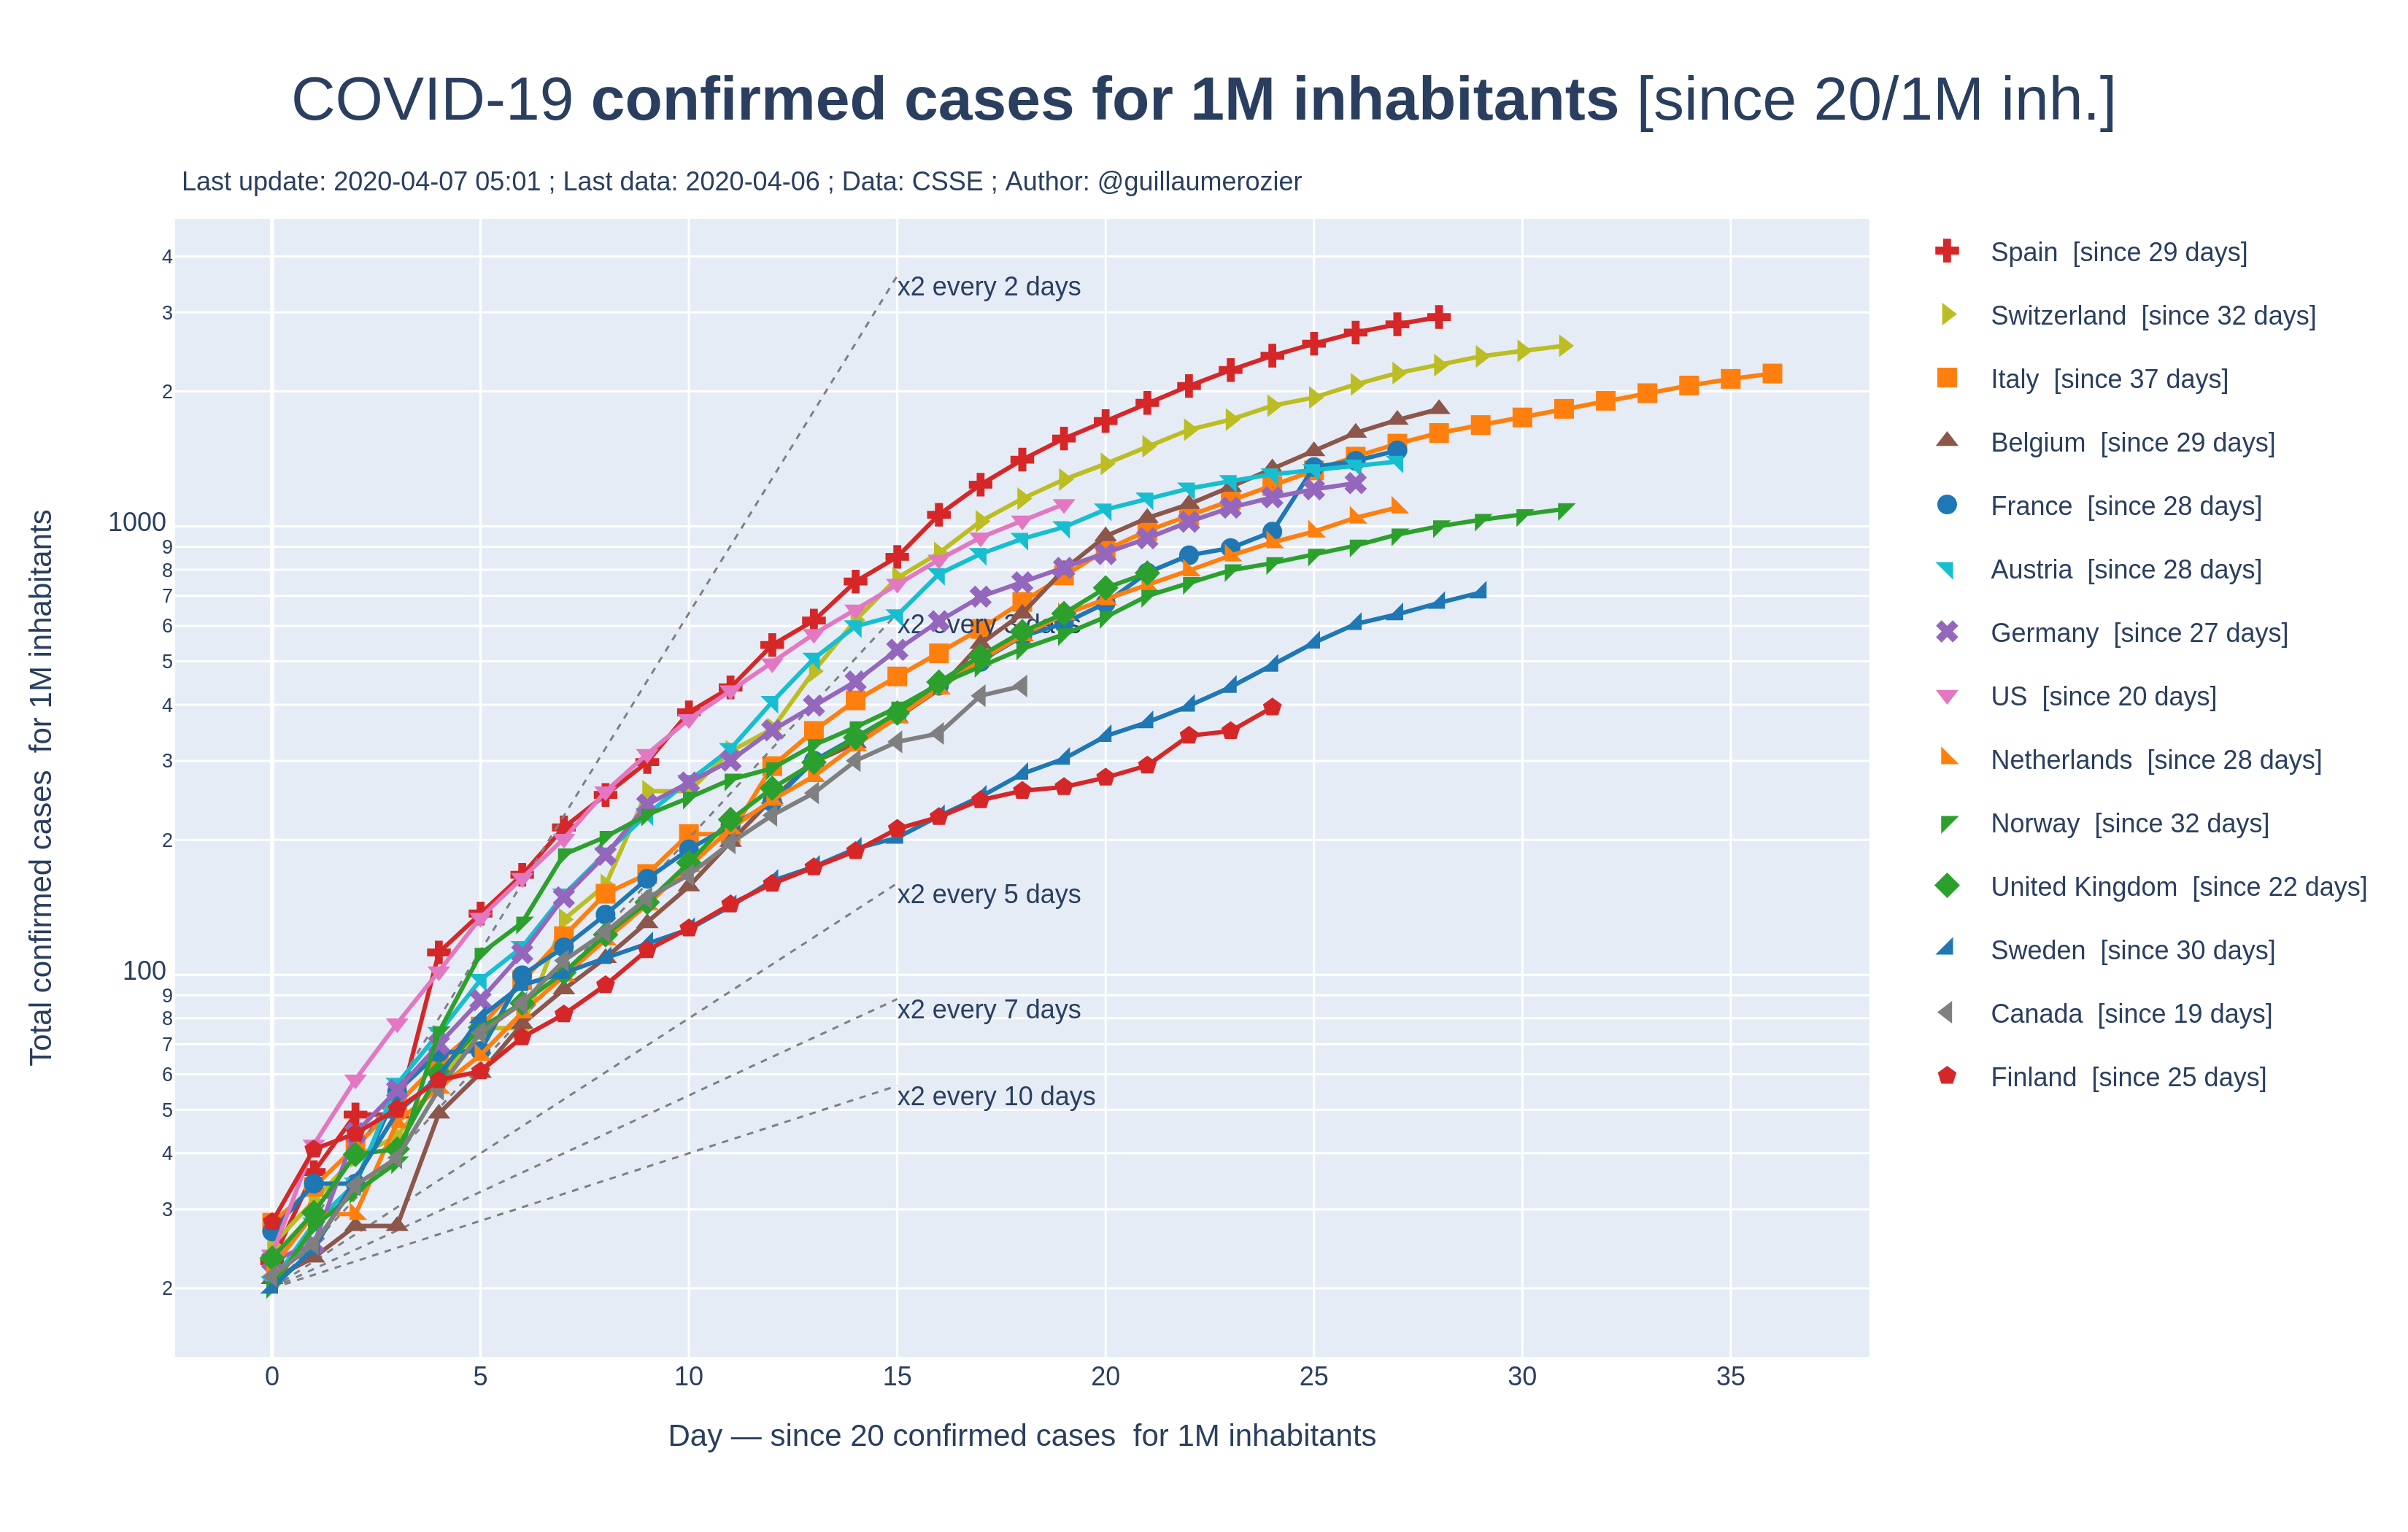 COVID-19 confirmed cases for 1M inhabitants [since 20/1M inh.]
Last update: 2020-04-07 05:01 ; Last data: 2020-04-06 ; Data: CSSE ; Author: @guillaumerozier
Total confirmed cases for 1M inhabitants
4
3
2
1000
9
8
7
6
5
4
3
2
100
9
8
7
6
5
4
3
2
x2 every 2 days
x2 every 3 days
x2 every 5 days
x2 every 7 days
x2 every 10 days
0 5 10 15 20 25 30 35
Day — since 20 confirmed cases for 1M inhabitants
Spain [since 29 days]
Switzerland [since 32 days]
Italy [since 37 days]
Belgium [since 29 days]
France [since 28 days]
Austria [since 28 days]
Germany [since 27 days]
US [since 20 days]
Netherlands [since 28 days]
Norway [since 32 days]
United Kingdom [since 22 days]
Sweden [since 30 days]
Canada [since 19 days]
Finland [since 25 days]